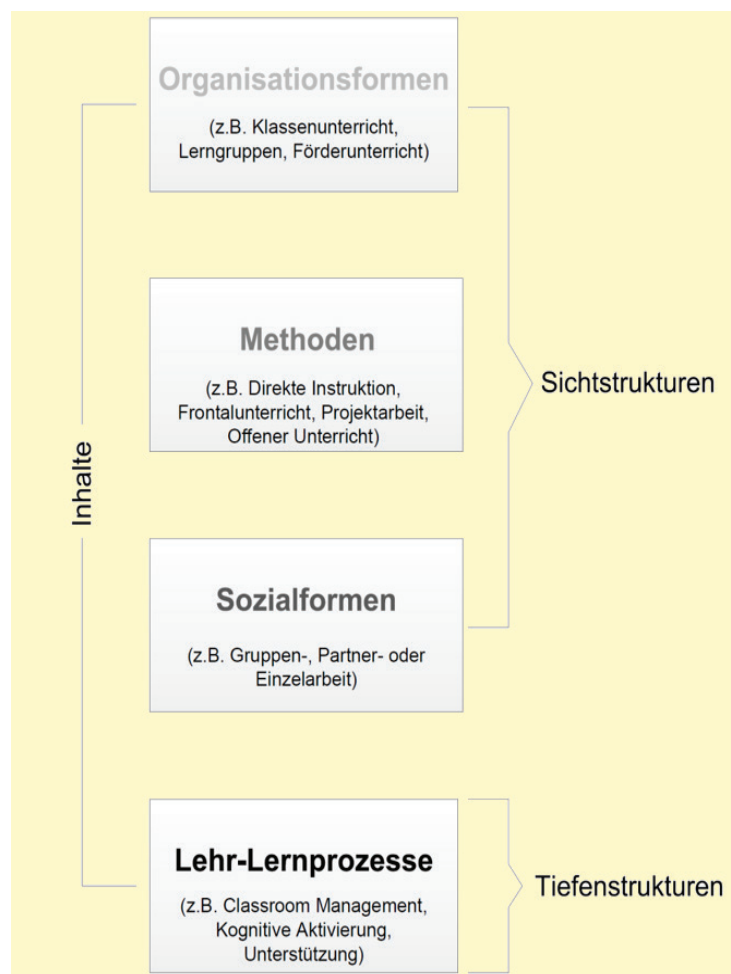 Organisationsformen
(z.B. Klassenunterricht,
Lerngruppen, Förderunterricht)
Methoden
(z.B. Direkte Instruktion,
Frontalunterricht, Projektarbeit,
Offener Unterricht)
Sichtstrukturen
Inhalte
Sozialformen
(z.B. Gruppen-, Partner- oder
Einzelarbeit)
Lehr-Lernprozesse
(z.B. Classroom Management,
Kognitive Aktivierung,
Unterstützung)
Tiefenstrukturen